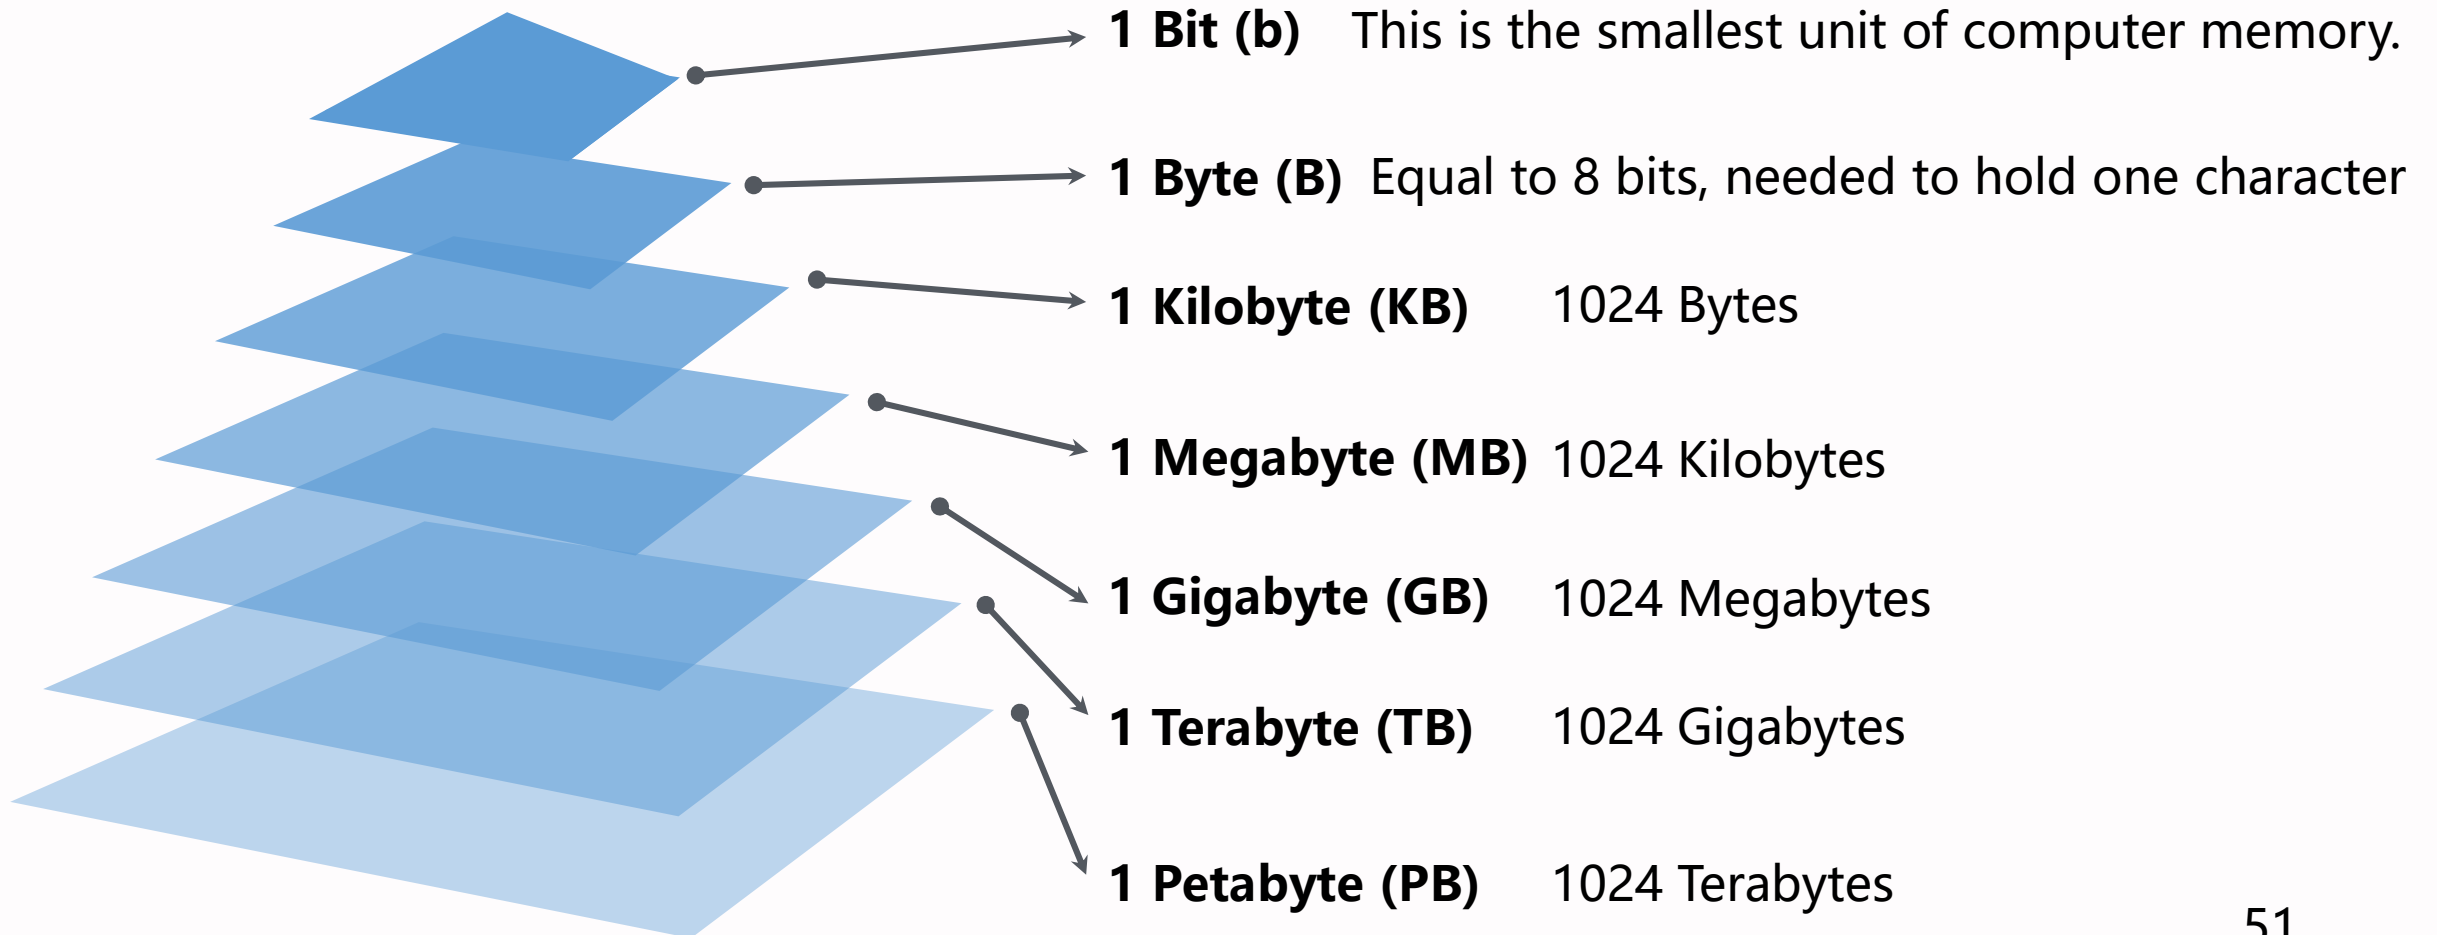 1 Bit (b) This is the smallest unit of computer memory.
1 Byte (B) Equal to 8 bits, needed to hold one character
1 Kilobyte (KB) 1024 Bytes
1 Megabyte (MB) 1024 Kilobytes
1 Gigabyte (GB) 1024 Megabytes
1 Terabyte (TB) 1024 Gigabytes
1 Petabyte (PB) 1024 Terabytes
51